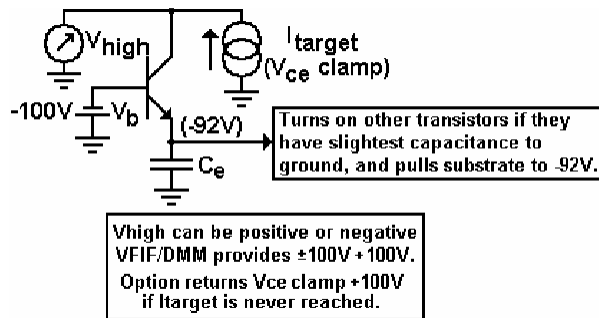 Vhigh
Itarget
(Vce clamp)
-100V
Vb
(-92V)
Ce
Turns on other transistors if they
have slightest capacitance to
ground, and pulls substrate to -92V.
Vhigh can be positive or negative
VFIF/DMM provides ±100V + 100V.
Option returns Vce clamp +100V
if Itarget is never reached.